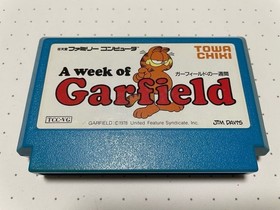 ファミリー コンピュータ
TOWA
CHIKI
A week of
ガーフィールドの一週間
Garfield
TCC-VG
GARFIELD: © 1978 United Feature Syndicate, Inc.
JIM DAVIS